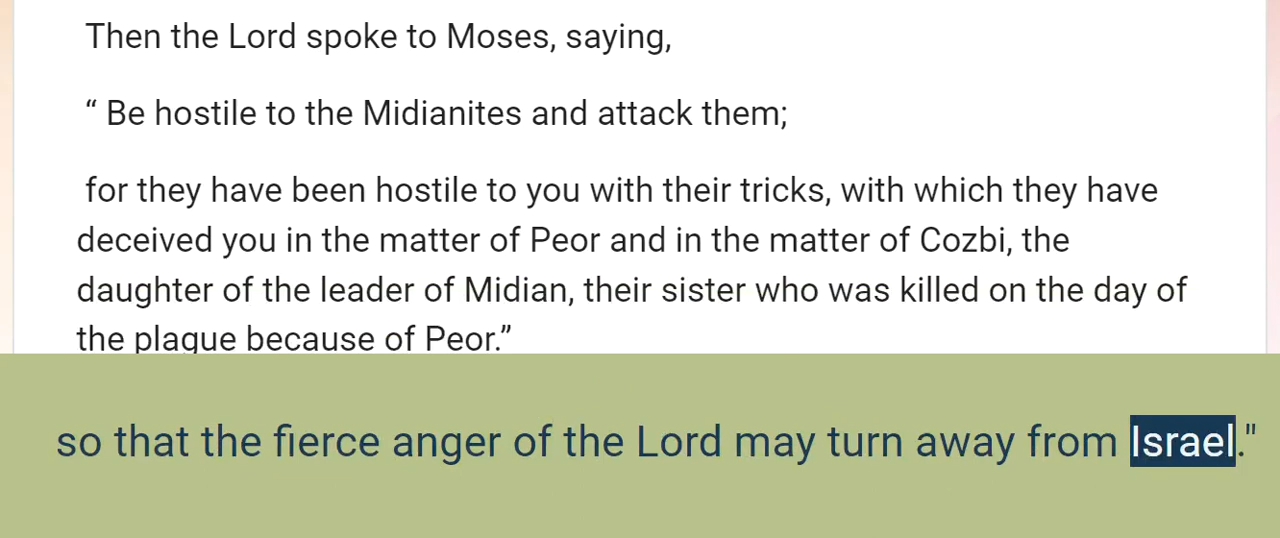 Then the Lord spoke to Moses, saying,
“ Be hostile to the Midianites and attack them;
for they have been hostile to you with their tricks, with which they have
deceived you in the matter of Peor and in the matter of Cozbi, the
daughter of the leader of Midian, their sister who was killed on the day of
the plague because of Peor.”
so that the fierce anger of the Lord may turn away from Israel."